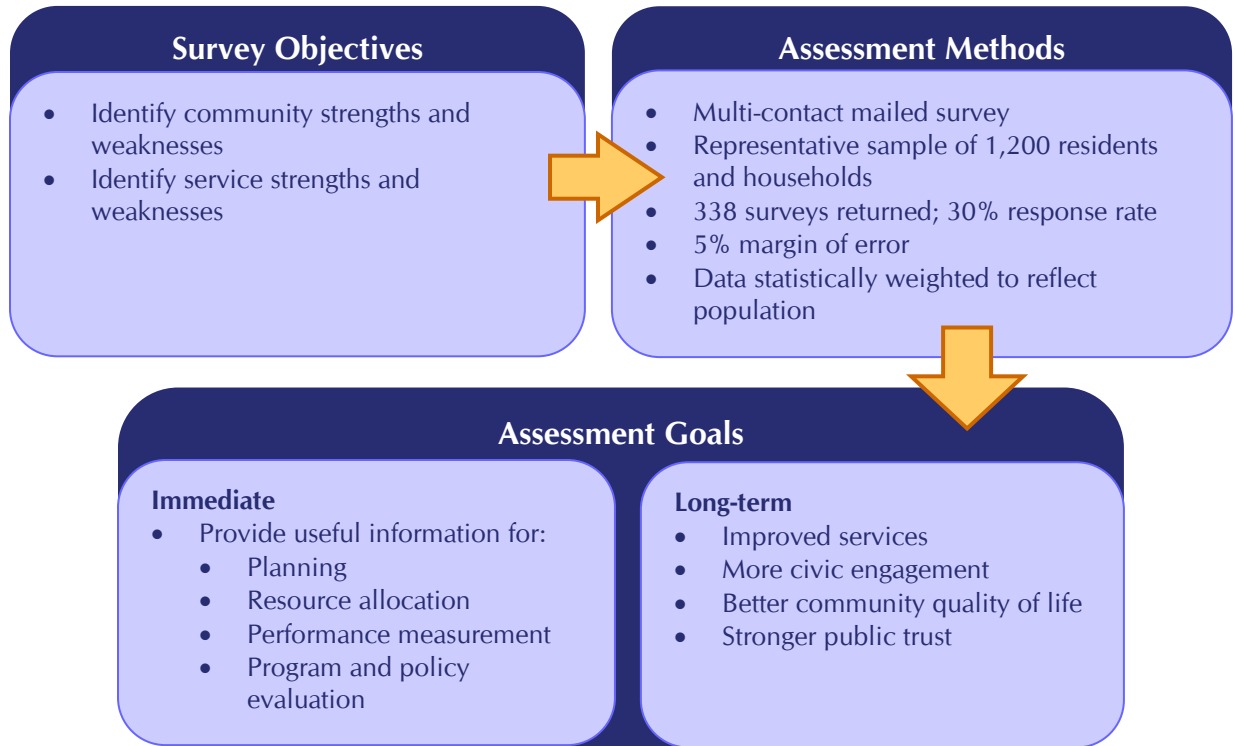 Survey Objectives
• Identify community strengths and
weaknesses
• Identify service strengths and
weaknesses
Assessment Methods
• Multi-contact mailed survey
• Representative sample of 1,200 residents
and households
• 338 surveys returned; 30% response rate
• 5% margin of error
• Data statistically weighted to reflect
population
Assessment Goals
Immediate
• Provide useful information for:
• Planning
• Resource allocation
• Performance measurement
• Program and policy
evaluation
Long-term
• Improved services
• More civic engagement
• Better community quality of life
• Stronger public trust